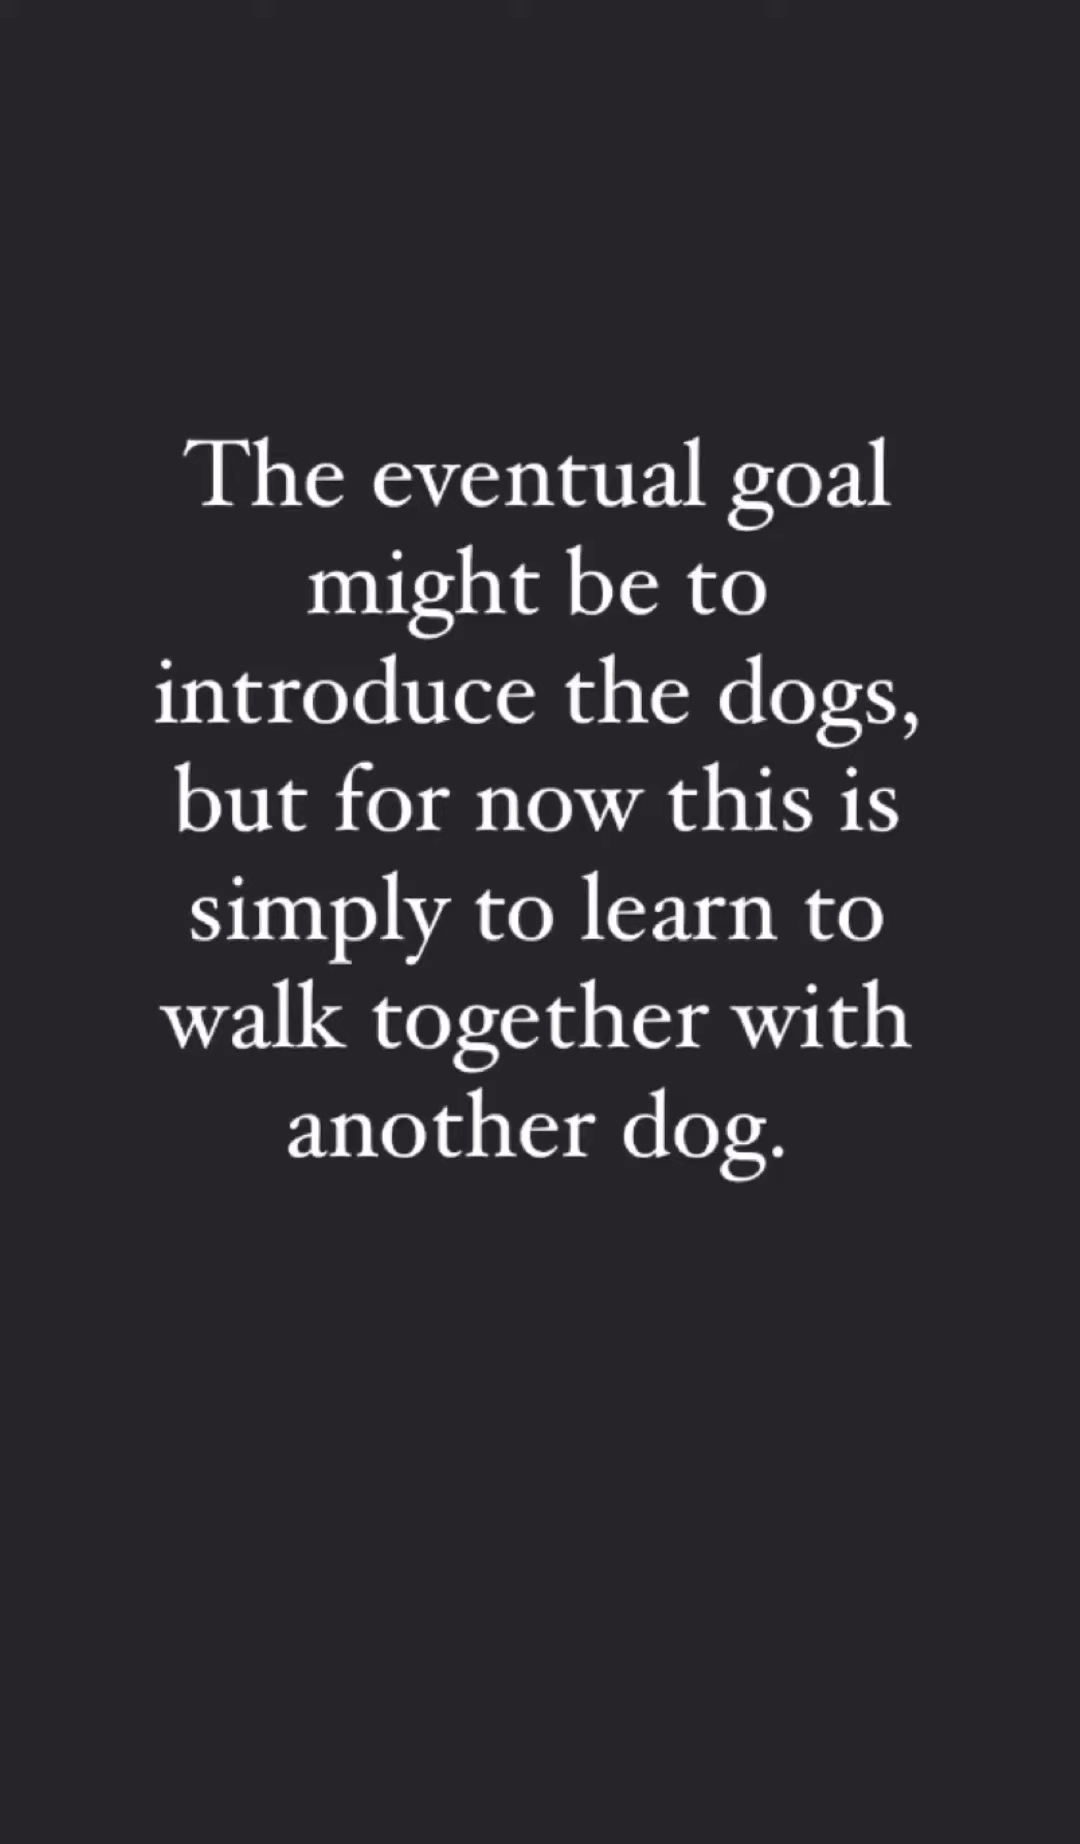 The eventual goal
might be to
introduce the dogs,
but for now this is
simply to learn to
walk together with
another dog.